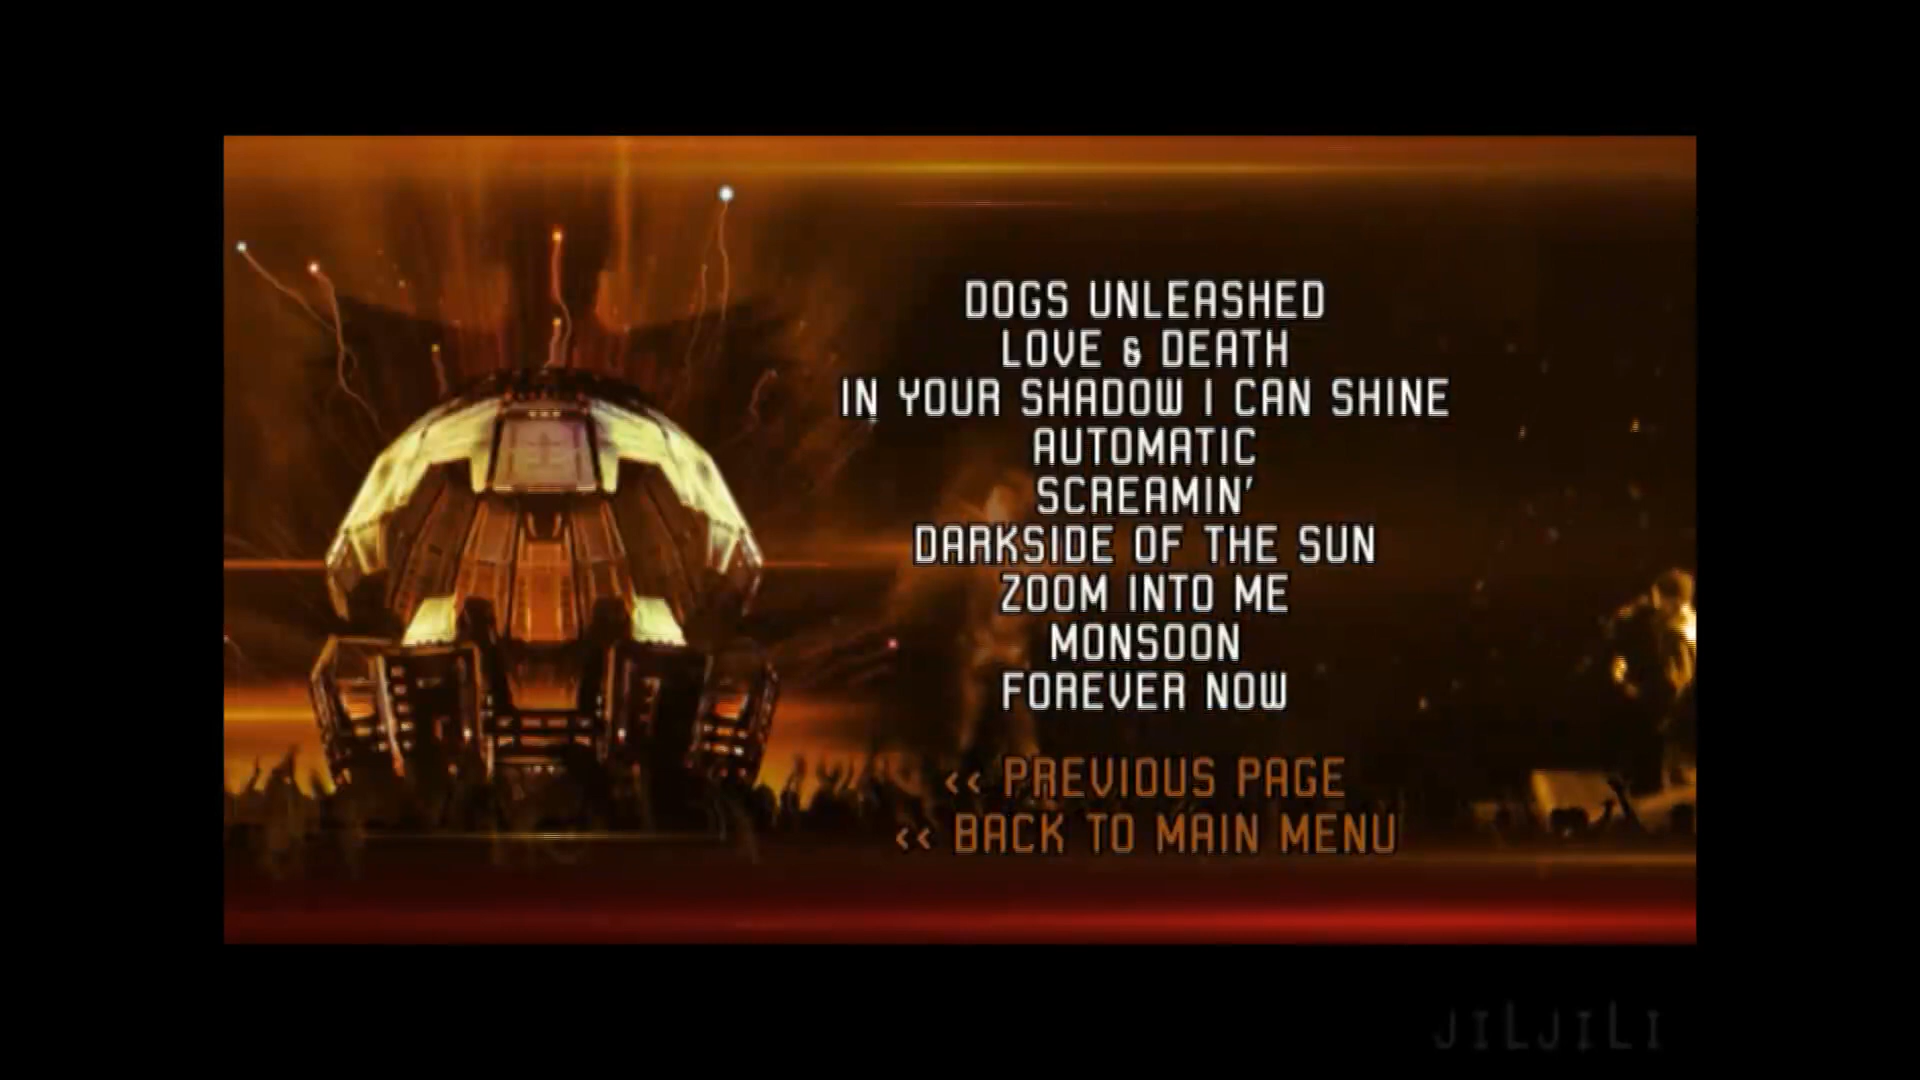 DOGS UNLEASHED
LOVE & DEATH
IN YOUR SHADOW I CAN SHINE
AUTOMATIC
SCREAMIN'
DARKSIDE OF THE SUN
ZOOM INTO ME
MONSOON
FOREVER NOW
<< PREVIOUS PAGE
<< BACK TO MAIN MENU
JILJILI